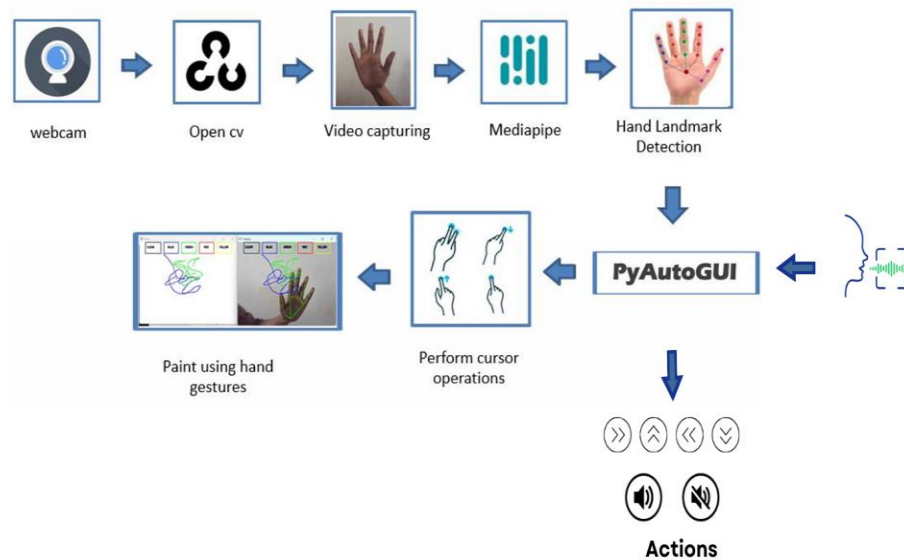 webcam
Open cv
Video capturing
Mediapipe
Hand Landmark
Detection
PyAutoGUI
Perform cursor
operations
Paint using hand
gestures
Actions